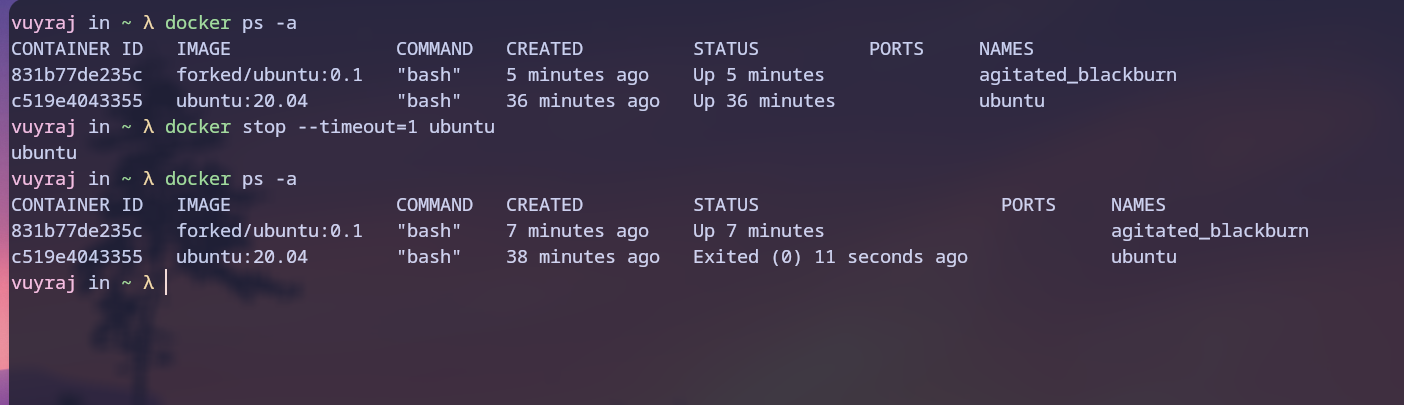 vuyraj in ~ λ docker ps -a
CONTAINER ID   IMAGE               COMMAND   CREATED          STATUS          PORTS     NAMES
831b77de235c   forked/ubuntu:0.1   "bash"    5 minutes ago    Up 5 minutes              agitated_blackburn
c519e4043355   ubuntu:20.04        "bash"    36 minutes ago   Up 36 minutes             ubuntu
vuyraj in ~ λ docker stop --timeout=1 ubuntu
ubuntu
vuyraj in ~ λ docker ps -a
CONTAINER ID   IMAGE               COMMAND   CREATED          STATUS                      PORTS     NAMES
831b77de235c   forked/ubuntu:0.1   "bash"    7 minutes ago    Up 7 minutes                          agitated_blackburn
c519e4043355   ubuntu:20.04        "bash"    38 minutes ago   Exited (0) 11 seconds ago             ubuntu
vuyraj in ~ λ